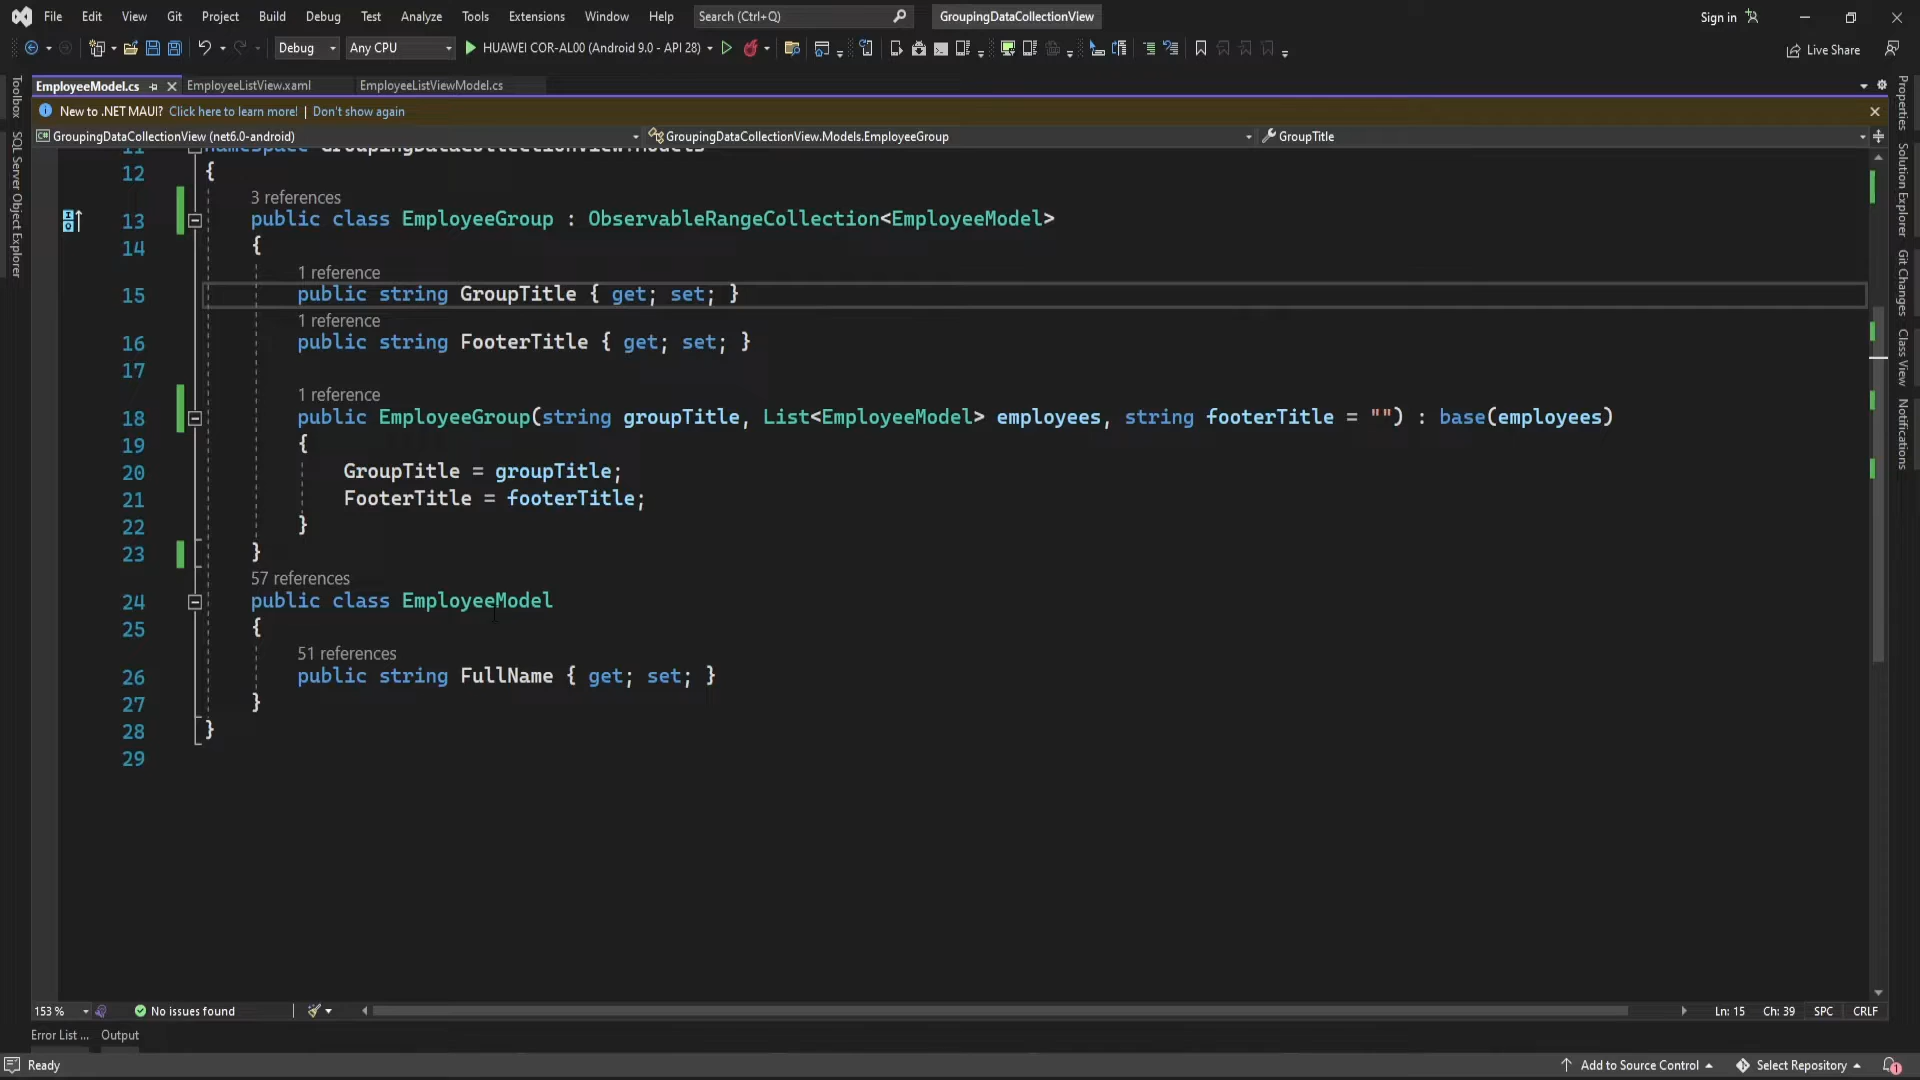 File Edit View Git Project Build Debug Test Analyze Tools Extensions Window Help Search (Ctrl+Q) GroupingDataCollectionView Sign in
Debug Any CPU HUAWEI COR-AL00 (Android 9.0 - API 28) Live Share
EmployeeModel.cs EmployeeListView.xaml EmployeeListViewModel.cs
New to .NET MAUI? Click here to learn more! | Don't show again
GroupingDataCollectionView (net6.0-android) GroupingDataCollectionView.Models.EmployeeGroup GroupTitle
11 namespace GroupingDataCollectionView.Models
12 {
3 references
13 public class EmployeeGroup : ObservableRangeCollection<EmployeeModel>
14 {
1 reference
15 public string GroupTitle { get; set; }
1 reference
16 public string FooterTitle { get; set; }
17
1 reference
18 public EmployeeGroup(string groupTitle, List<EmployeeModel> employees, string footerTitle = "") : base(employees)
19 {
20 GroupTitle = groupTitle;
21 FooterTitle = footerTitle;
22 }
23 }
57 references
24 public class EmployeeModel
25 {
51 references
26 public string FullName { get; set; }
27 }
28 }
29
Toolbox
SQL Server Object Explorer
Properties
Solution Explorer
Git Changes
Class View
Notifications
153 % No issues found Ln: 15 Ch: 39 SPC CRLF
Error List ... Output
Ready Add to Source Control Select Repository 1